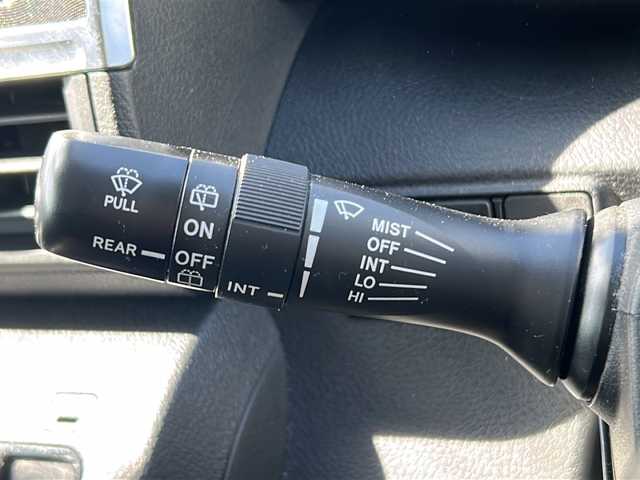 PULL
REAR
ON
OFF
INT
MIST
OFF
INT
LO
HI